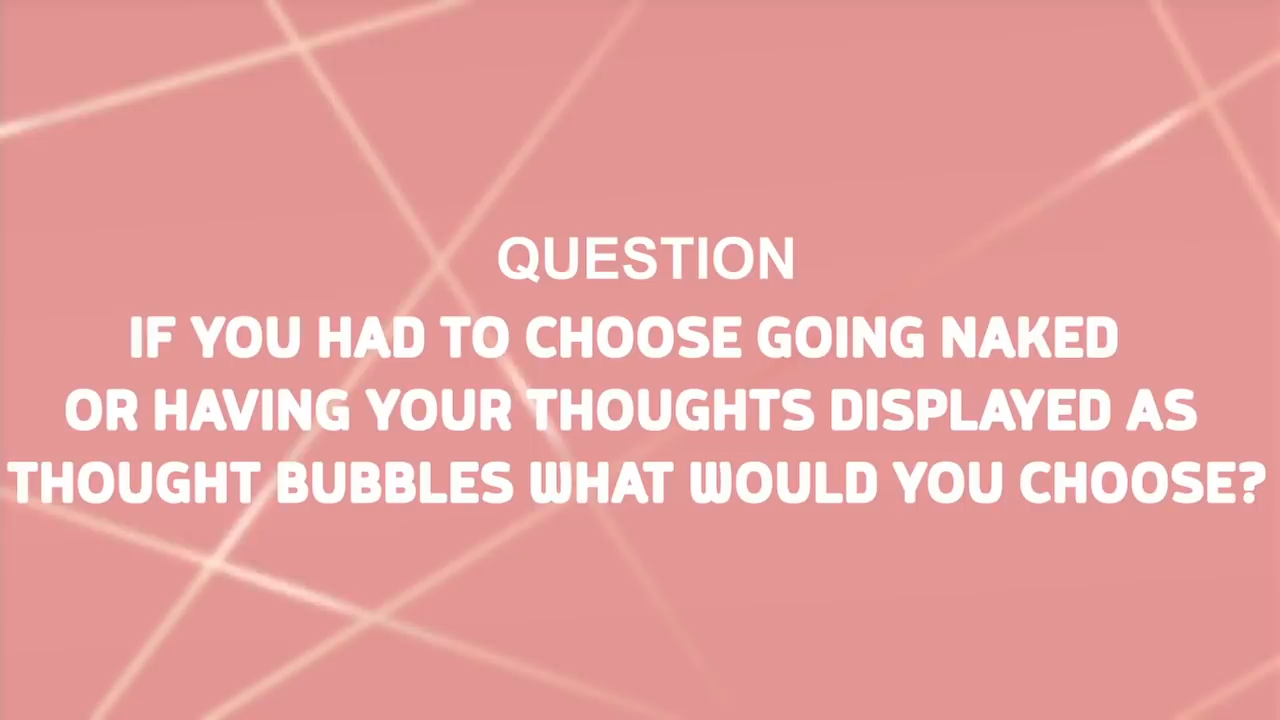 QUESTION
IF YOU HAD TO CHOOSE GOING NAKED
OR HAVING YOUR THOUGHTS DISPLAYED AS
THOUGHT BUBBLES WHAT WOULD YOU CHOOSE?